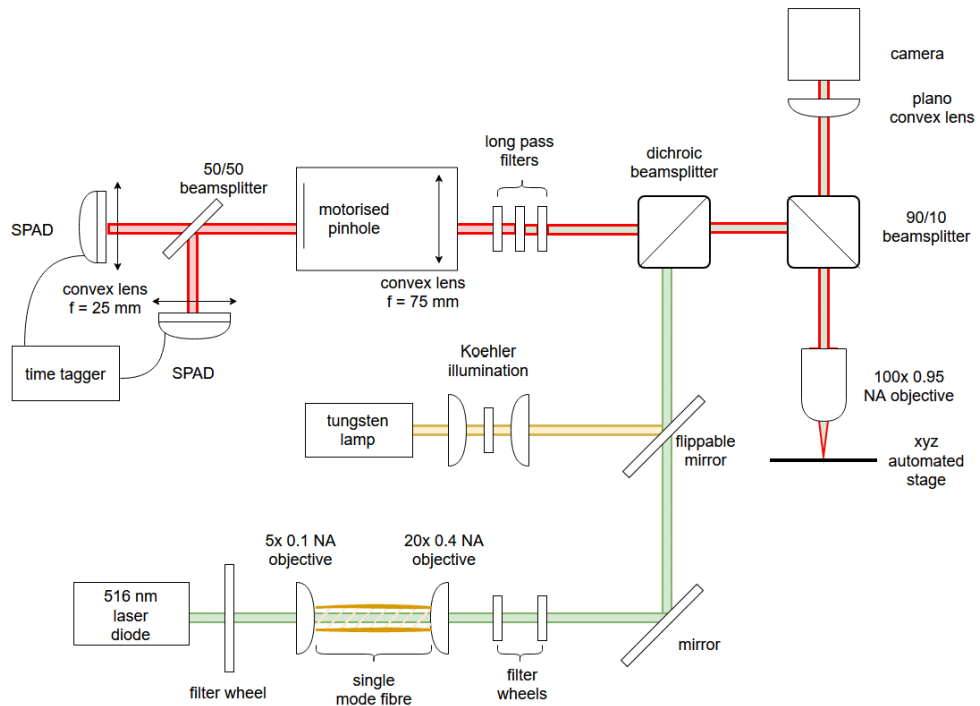 camera
plano
convex lens
long pass
filters
dichroic
beamsplitter
50/50
beamsplitter
motorised
pinhole
SPAD
90/10
beamsplitter
convex lens
f = 25 mm
convex lens
f = 75 mm
Koehler
illumination
time tagger
SPAD
100x 0.95
NA objective
tungsten
lamp
flippable
mirror
xyz
automated
stage
5x 0.1 NA
objective
20x 0.4 NA
objective
516 nm
laser
diode
mirror
filter wheel
single
mode fibre
filter
wheels